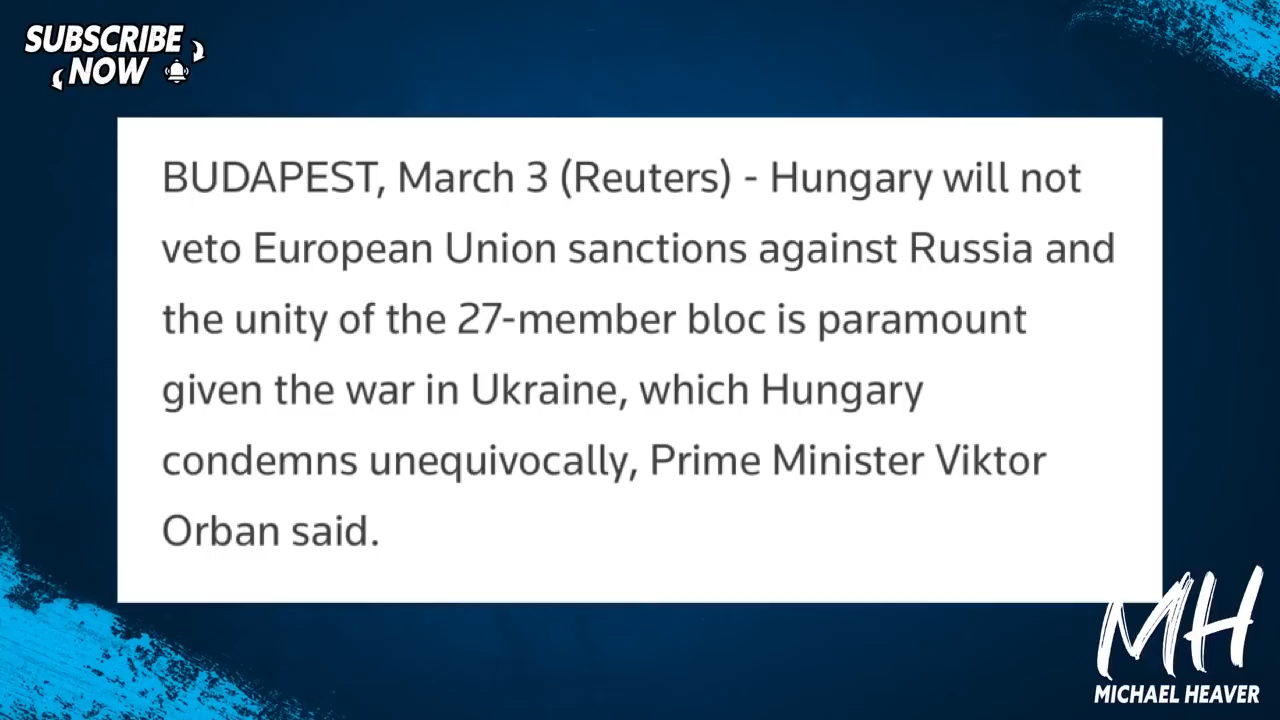 SUBSCRIBE
NOW
BUDAPEST, March 3 (Reuters) - Hungary will not
veto European Union sanctions against Russia and
the unity of the 27-member bloc is paramount
given the war in Ukraine, which Hungary
condemns unequivocally, Prime Minister Viktor
Orban said.
MH
MICHAEL HEAVER